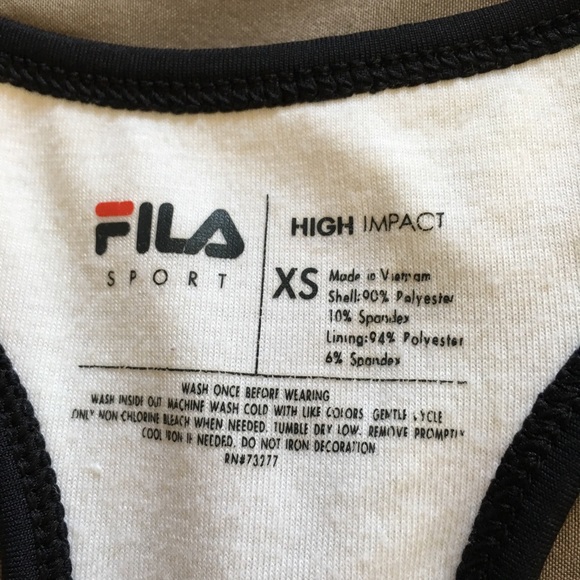 FILA
SPORT
HIGH IMPACT
XS
Made in Vietnam
Shell:90% Polyester
10% Spandex
Lining:94% Polyester
6% Spandex
WASH ONCE BEFORE WEARING
WASH INSIDE OUT MACHINE WASH COLD WITH LIKE COLORS GENTLE CYCLE
ONLY NON CHLORINE BLEACH WHEN NEEDED. TUMBLE DRY LOW. REMOVE PROMPTLY
COOL IRON IF NEEDED. DO NOT IRON DECORATION
RN#73277